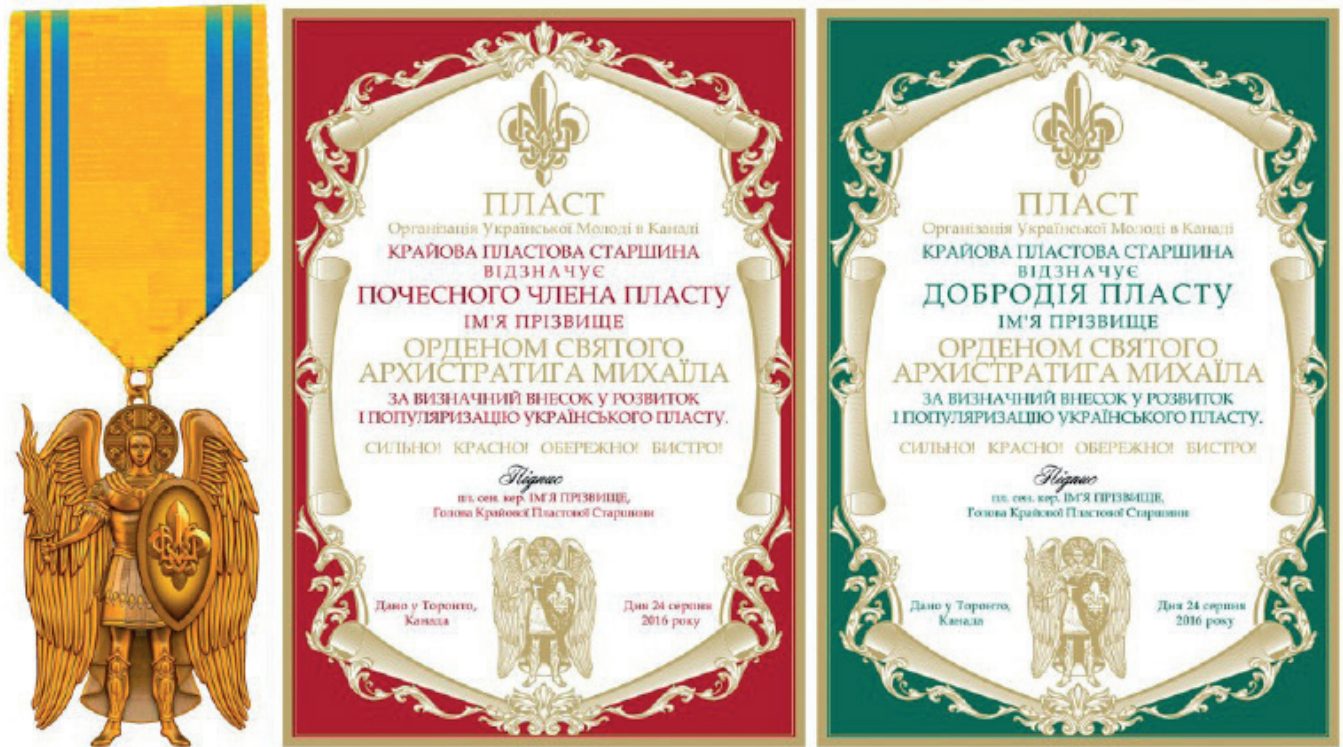 ПЛАСТ
Організація Української Молоді в Канаді
КРАЙОВА ПЛАСТОВА СТАРШИНА
ВІДЗНАЧУЄ
ПОЧЕСНОГО ЧЛЕНА ПЛАСТУ
ІМ'Я ПРІЗВИЩЕ
ОРДЕНОМ СВЯТОГО
АРХИСТРАТИГА МИХАЇЛА
ЗА ВИЗНАЧНИЙ ВНЕСОК У РОЗВИТОК
І ПОПУЛЯРИЗАЦІЮ УКРАЇНСЬКОГО ПЛАСТУ.
СИЛЬНО! КРАСНО! ОБЕРЕЖНО! БИСТРО!
Підпис
пл. сен. кер. ІМ'Я ПРІЗВИЩЕ,
Голова Крайової Пластової Старшини
Дано у Торонто,
Канада
Дня 24 серпня
2016 року
ПЛАСТ
Організація Української Молоді в Канаді
КРАЙОВА ПЛАСТОВА СТАРШИНА
ВІДЗНАЧУЄ
ДОБРОДІЯ ПЛАСТУ
ІМ'Я ПРІЗВИЩЕ
ОРДЕНОМ СВЯТОГО
АРХИСТРАТИГА МИХАЇЛА
ЗА ВИЗНАЧНИЙ ВНЕСОК У РОЗВИТОК
І ПОПУЛЯРИЗАЦІЮ УКРАЇНСЬКОГО ПЛАСТУ.
СИЛЬНО! КРАСНО! ОБЕРЕЖНО! БИСТРО!
Підпис
пл. сен. кер. ІМ'Я ПРІЗВИЩЕ,
Голова Крайової Пластової Старшини
Дано у Торонто,
Канада
Дня 24 серпня
2016 року